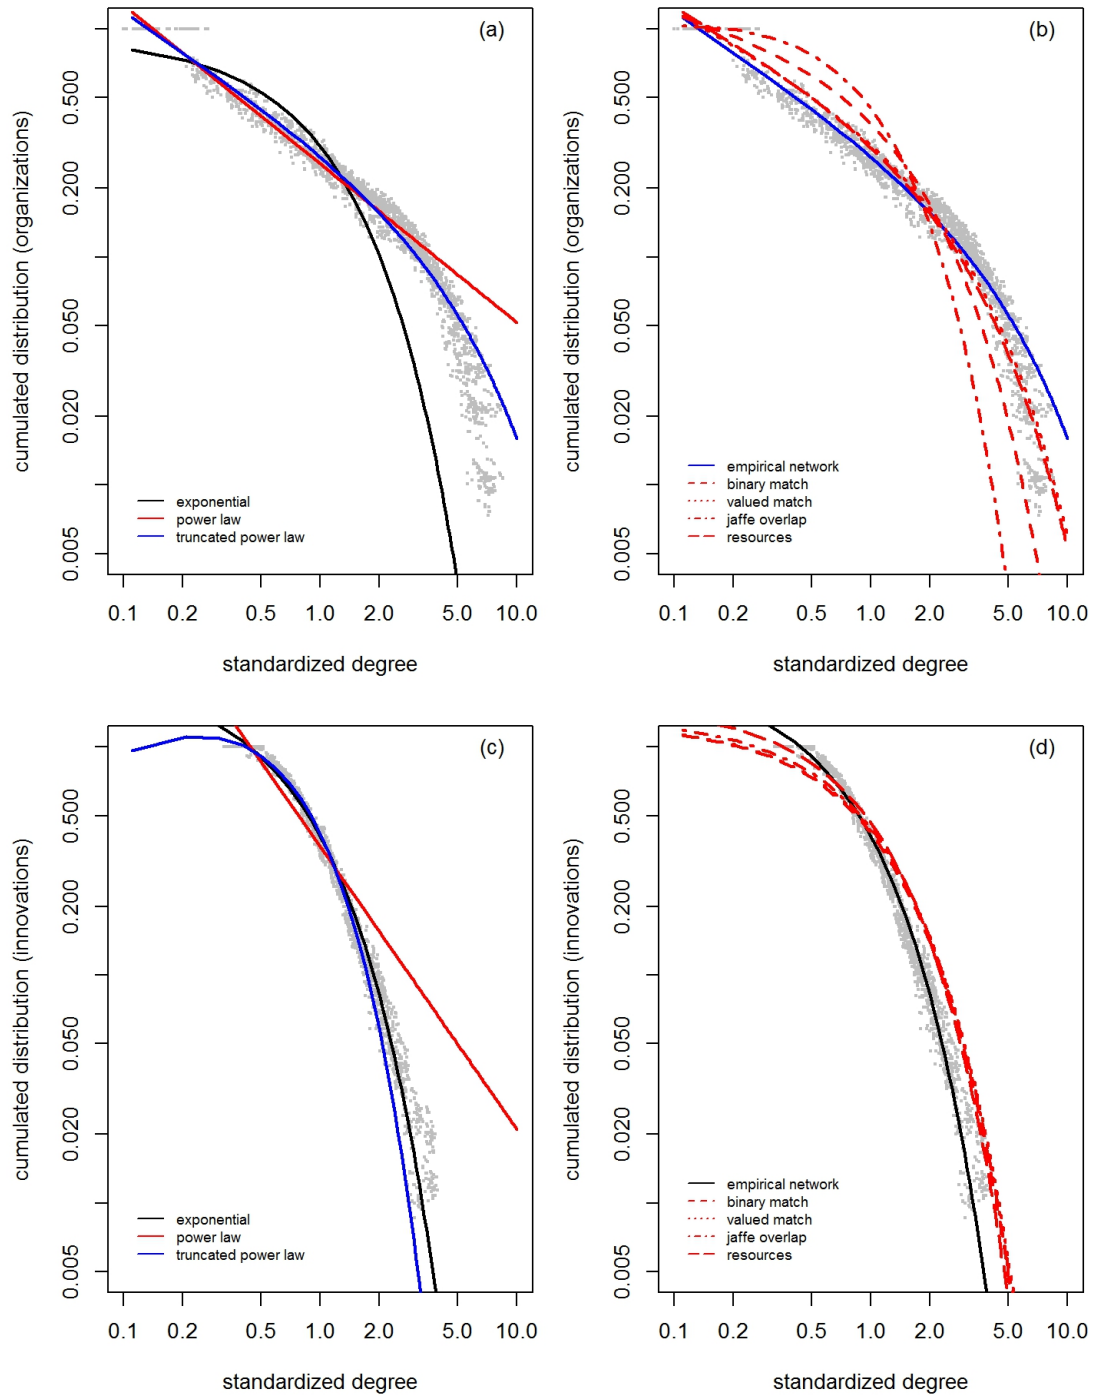 (a)
cumulated distribution (organizations)
0.500
0.200
0.050
0.020
0.005
exponential
power law
truncated power law
0.1 0.2 0.5 1.0 2.0 5.0 10.0
standardized degree
(b)
cumulated distribution (organizations)
0.500
0.200
0.050
0.020
0.005
empirical network
binary match
valued match
jaffe overlap
resources
0.1 0.2 0.5 1.0 2.0 5.0 10.0
standardized degree
(c)
cumulated distribution (innovations)
0.500
0.200
0.050
0.020
0.005
exponential
power law
truncated power law
0.1 0.2 0.5 1.0 2.0 5.0 10.0
standardized degree
(d)
cumulated distribution (innovations)
0.500
0.200
0.050
0.020
0.005
empirical network
binary match
valued match
jaffe overlap
resources
0.1 0.2 0.5 1.0 2.0 5.0 10.0
standardized degree